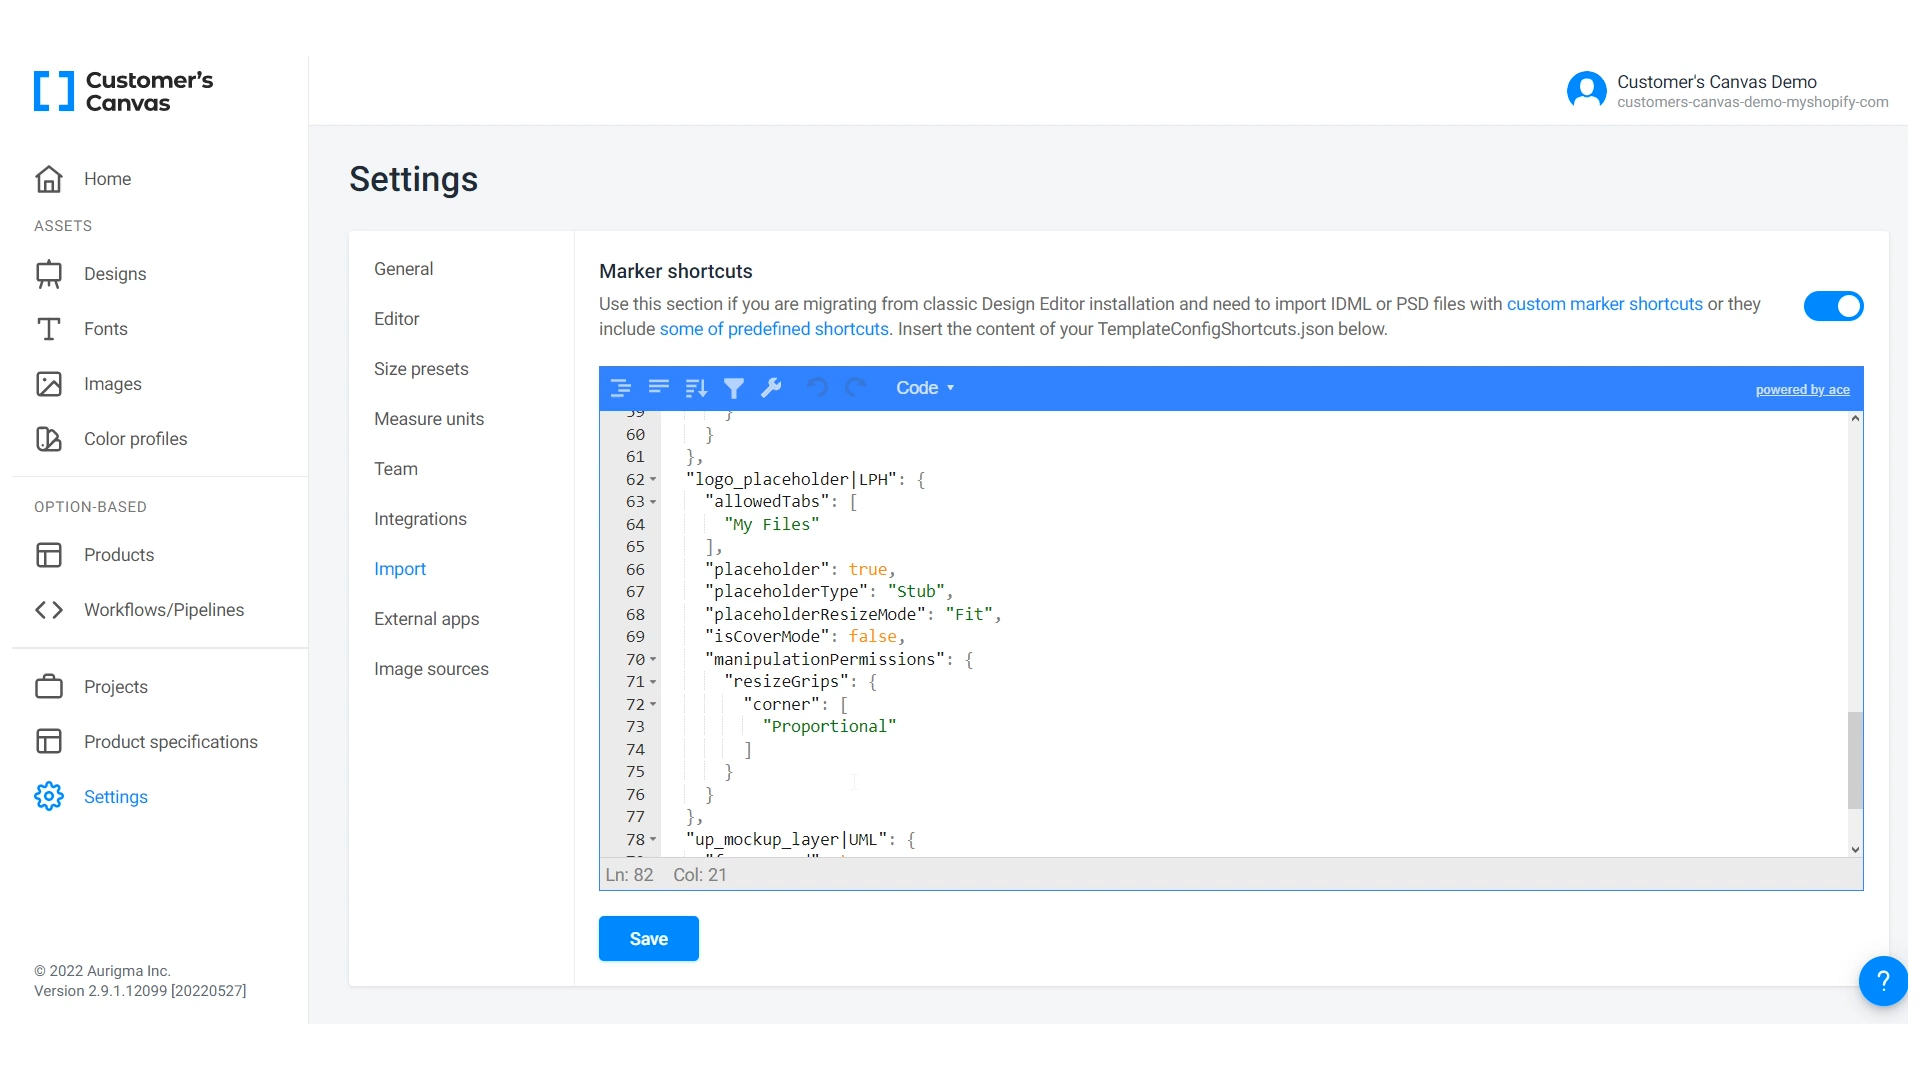 Customer's
Canvas
Customer's Canvas Demo
customers-canvas-demo-myshopify-com
Home
ASSETS
Designs
Fonts
Images
Color profiles
OPTION-BASED
Products
Workflows/Pipelines
Projects
Product specifications
Settings
© 2022 Aurigma Inc.
Version 2.9.1.12099 [20220527]
Settings
General
Editor
Size presets
Measure units
Team
Integrations
Import
External apps
Image sources
Marker shortcuts
Use this section if you are migrating from classic Design Editor installation and need to import IDML or PSD files with custom marker shortcuts or they
include some of predefined shortcuts. Insert the content of your TemplateConfigShortcuts.json below.
Code
powered by ace
59 }
60 }
61 },
62 "logo_placeholder|LPH": {
63 "allowedTabs": [
64 "My Files"
65 ],
66 "placeholder": true,
67 "placeholderType": "Stub",
68 "placeholderResizeMode": "Fit",
69 "isCoverMode": false,
70 "manipulationPermissions": {
71 "resizeGrips": {
72 "corner": [
73 "Proportional"
74 ]
75 }
76 }
77 },
78 "up_mockup_layer|UML": {
Ln: 82 Col: 21
Save
?